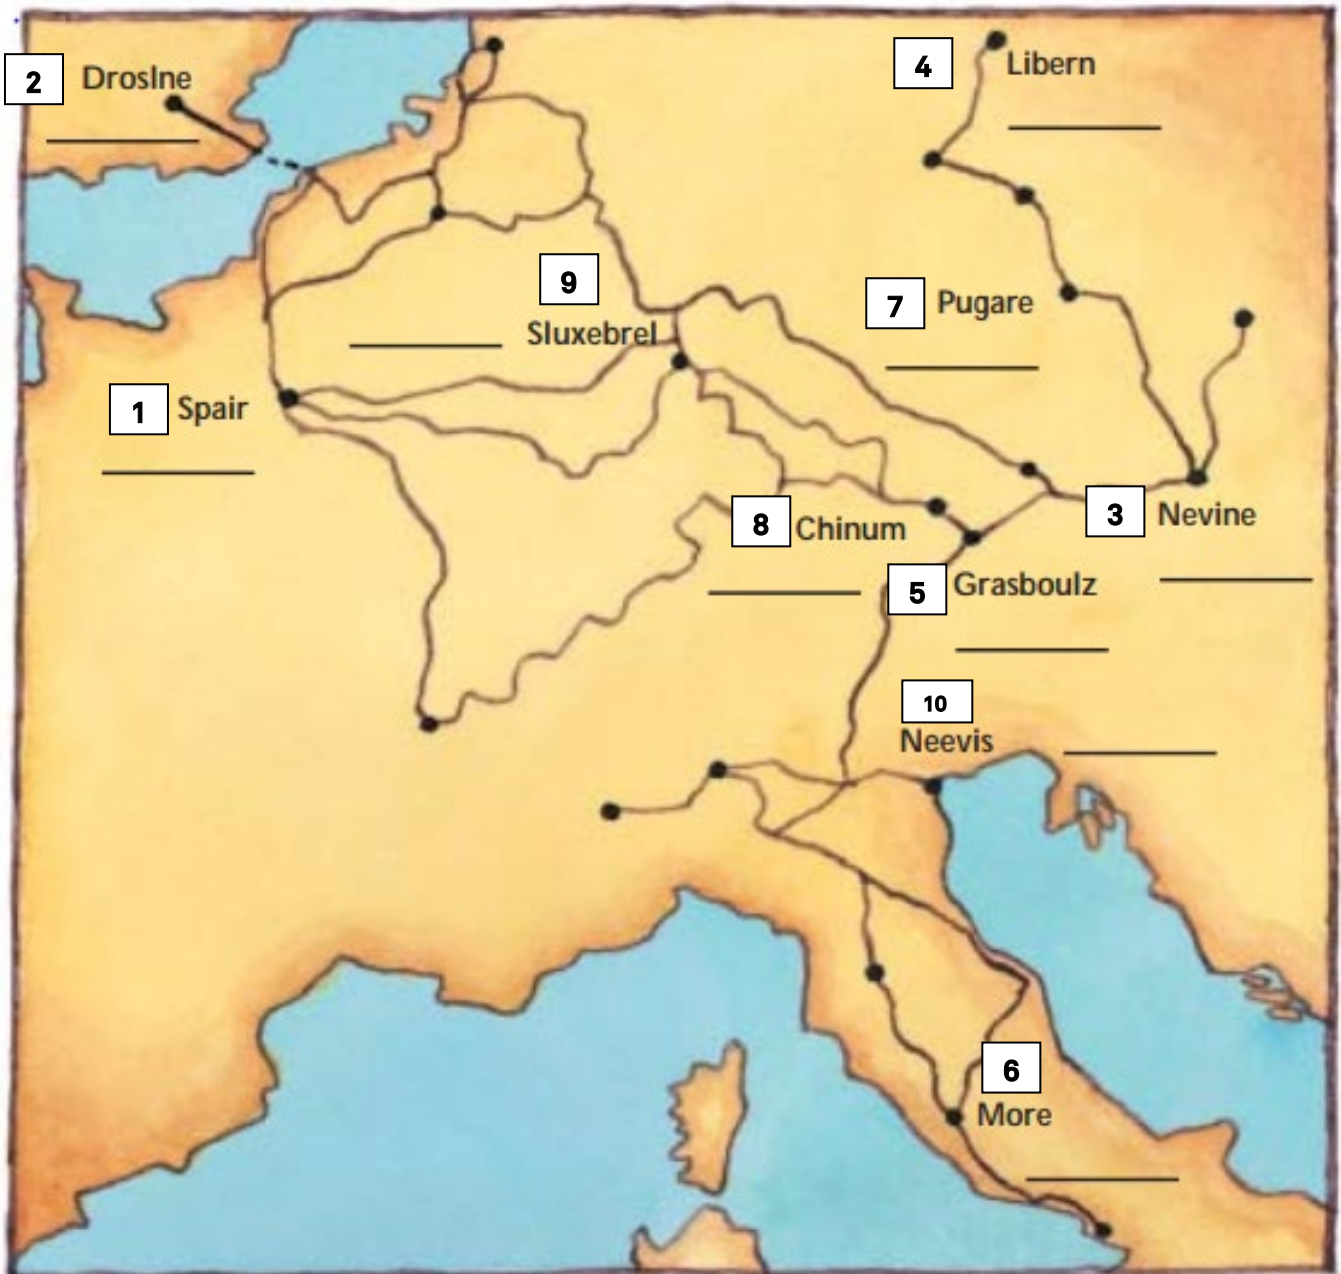 2 Droslne
4 Libern
9
Sluxebrel
7 Pugare
1 Spair
8 Chinum
3 Nevine
5 Grasboulz
10
Neevis
6
More